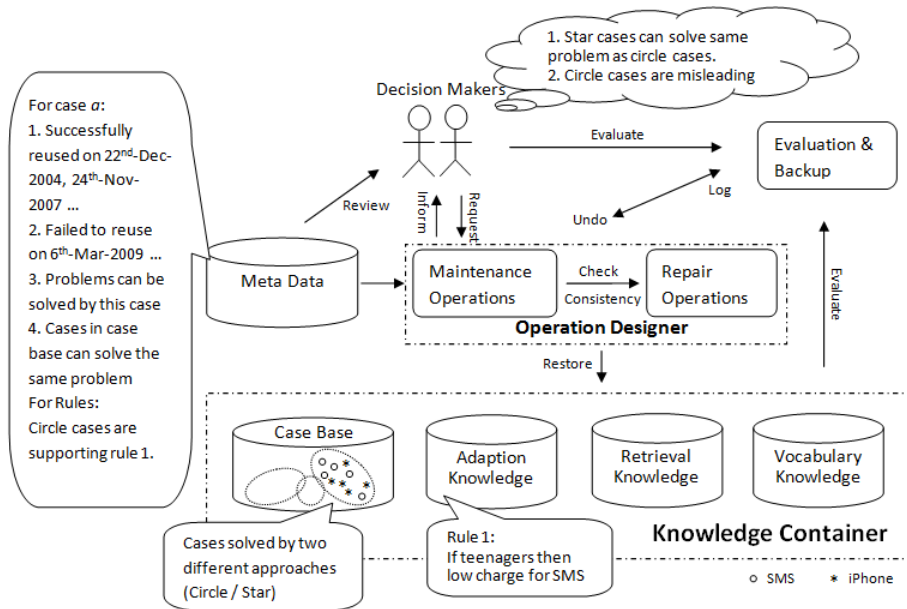 1. Star cases can solve same
problem as circle cases.
2. Circle cases are misleading
Decision Makers
For case a:
1. Successfully
reused on 22nd-Dec-
2004, 24th-Nov-
2007 ...
2. Failed to reuse
on 6th-Mar-2009 ...
3. Problems can be
solved by this case
4. Cases in case
base can solve the
same problem
For Rules:
Circle cases are
supporting rule 1.
Evaluate
Evaluation &
Backup
Review
Inform
Request
Log
Undo
Meta Data
Maintenance
Operations
Check
Consistency
Repair
Operations
Operation Designer
Evaluate
Restore
Case Base
Adaption
Knowledge
Retrieval
Knowledge
Vocabulary
Knowledge
Cases solved by two
different approaches
(Circle / Star)
Rule 1:
If teenagers then
low charge for SMS
Knowledge Container
SMS
iPhone